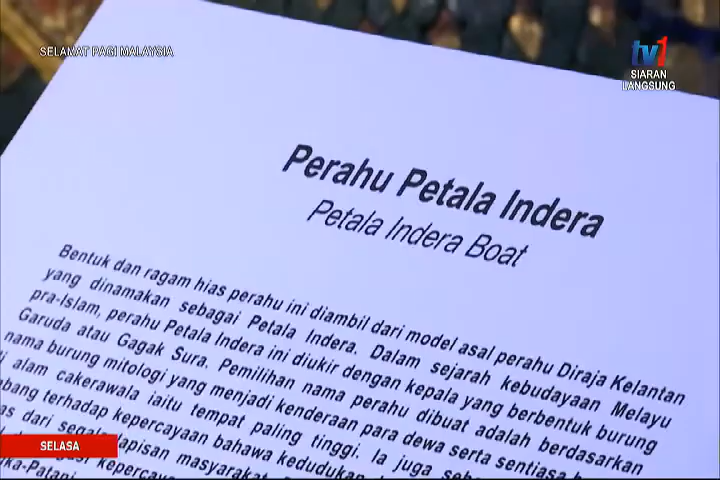 SELAMAT PAGI MALAYSIA
tv1
SIARAN
LANGSUNG
Perahu Petala Indera
Petala Indera Boat
Bentuk dan ragam hias perahu ini diambil dari model asal perahu Diraja Kelantan
yang dinamakan sebagai Petala Indera. Dalam sejarah kebudayaan Melayu
pra-Islam, perahu Petala Indera ini diukir dengan kepala yang berbentuk burung
Garuda atau Gagak Sura. Pemilihan nama perahu dibuat adalah berdasarkan
nama burung mitologi yang menjadi kenderaan para dewa serta sentiasa
alam cakerawala iaitu tempat paling tinggi. Ia juga
terhadap kepercayaan bahawa kedudukan
dari segala lapisan masyarakat
kepercayaan
SELASA